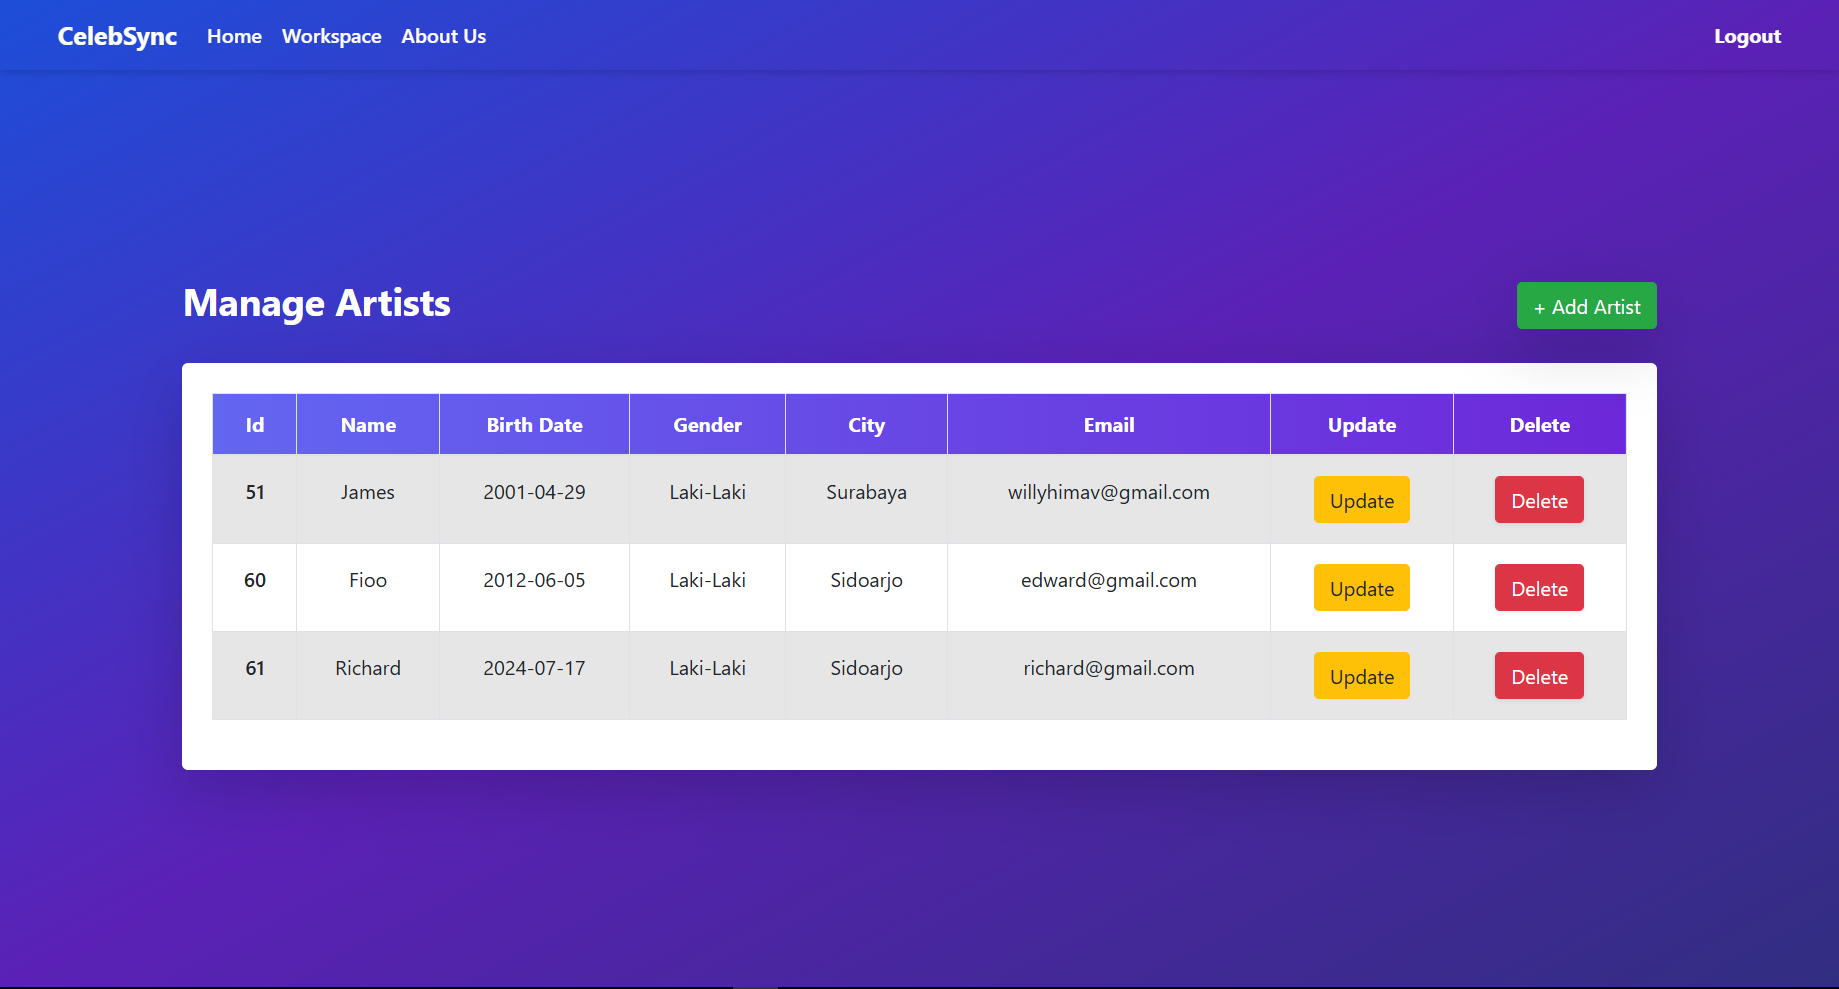 CelebSync Home Workspace About Us Logout
Manage Artists + Add Artist
Id Name Birth Date Gender City Email Update Delete
51 James 2001-04-29 Laki-Laki Surabaya willyhimav@gmail.com Update Delete
60 Fioo 2012-06-05 Laki-Laki Sidoarjo edward@gmail.com Update Delete
61 Richard 2024-07-17 Laki-Laki Sidoarjo richard@gmail.com Update Delete